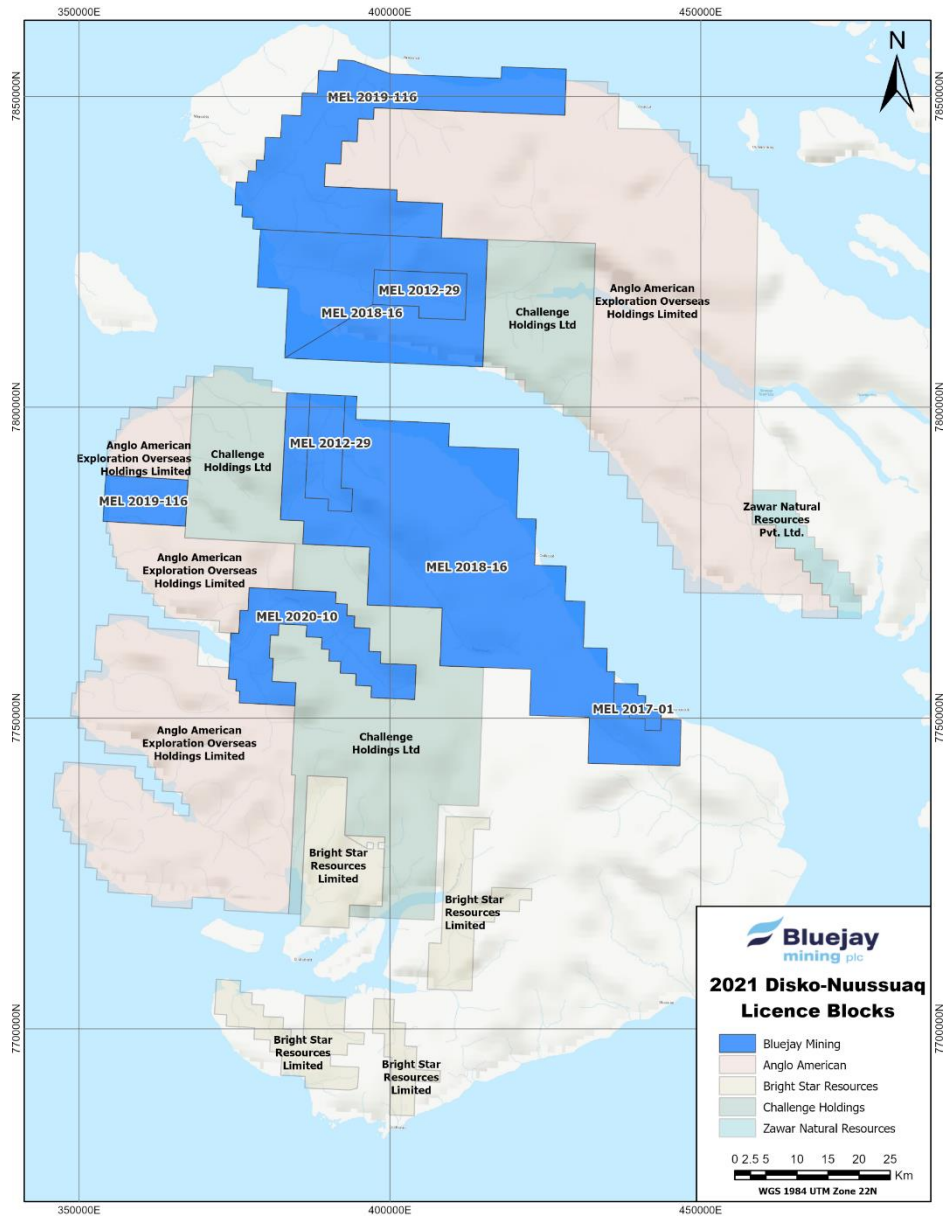 350000E
400000E
450000E
N
7850000N
7850000N
MEL 2019-116
MEL 2012-29
MEL 2018-16
Challenge
Holdings Ltd
Anglo American
Exploration Overseas
Holdings Limited
7800000N
7800000N
Anglo American
Exploration Overseas
Holdings Limited
Challenge
Holdings Ltd
MEL 2012-29
MEL 2019-116
Zawar Natural
Resources
Pvt. Ltd.
Anglo American
Exploration Overseas
Holdings Limited
MEL 2018-16
MEL 2020-10
MEL 2017-01
7750000N
7750000N
Anglo American
Exploration Overseas
Holdings Limited
Challenge
Holdings Ltd
Bright Star
Resources
Limited
Bright Star
Resources
Limited
7700000N
7700000N
Bright Star
Resources
Limited
Bright Star
Resources
Limited
Bluejay
mining plc
2021 Disko-Nuussuaq
Licence Blocks
Bluejay Mining
Anglo American
Bright Star Resources
Challenge Holdings
Zawar Natural Resources
0 2.5 5 10 15 20 25
Km
WGS 1984 UTM Zone 22N
350000E
400000E
450000E